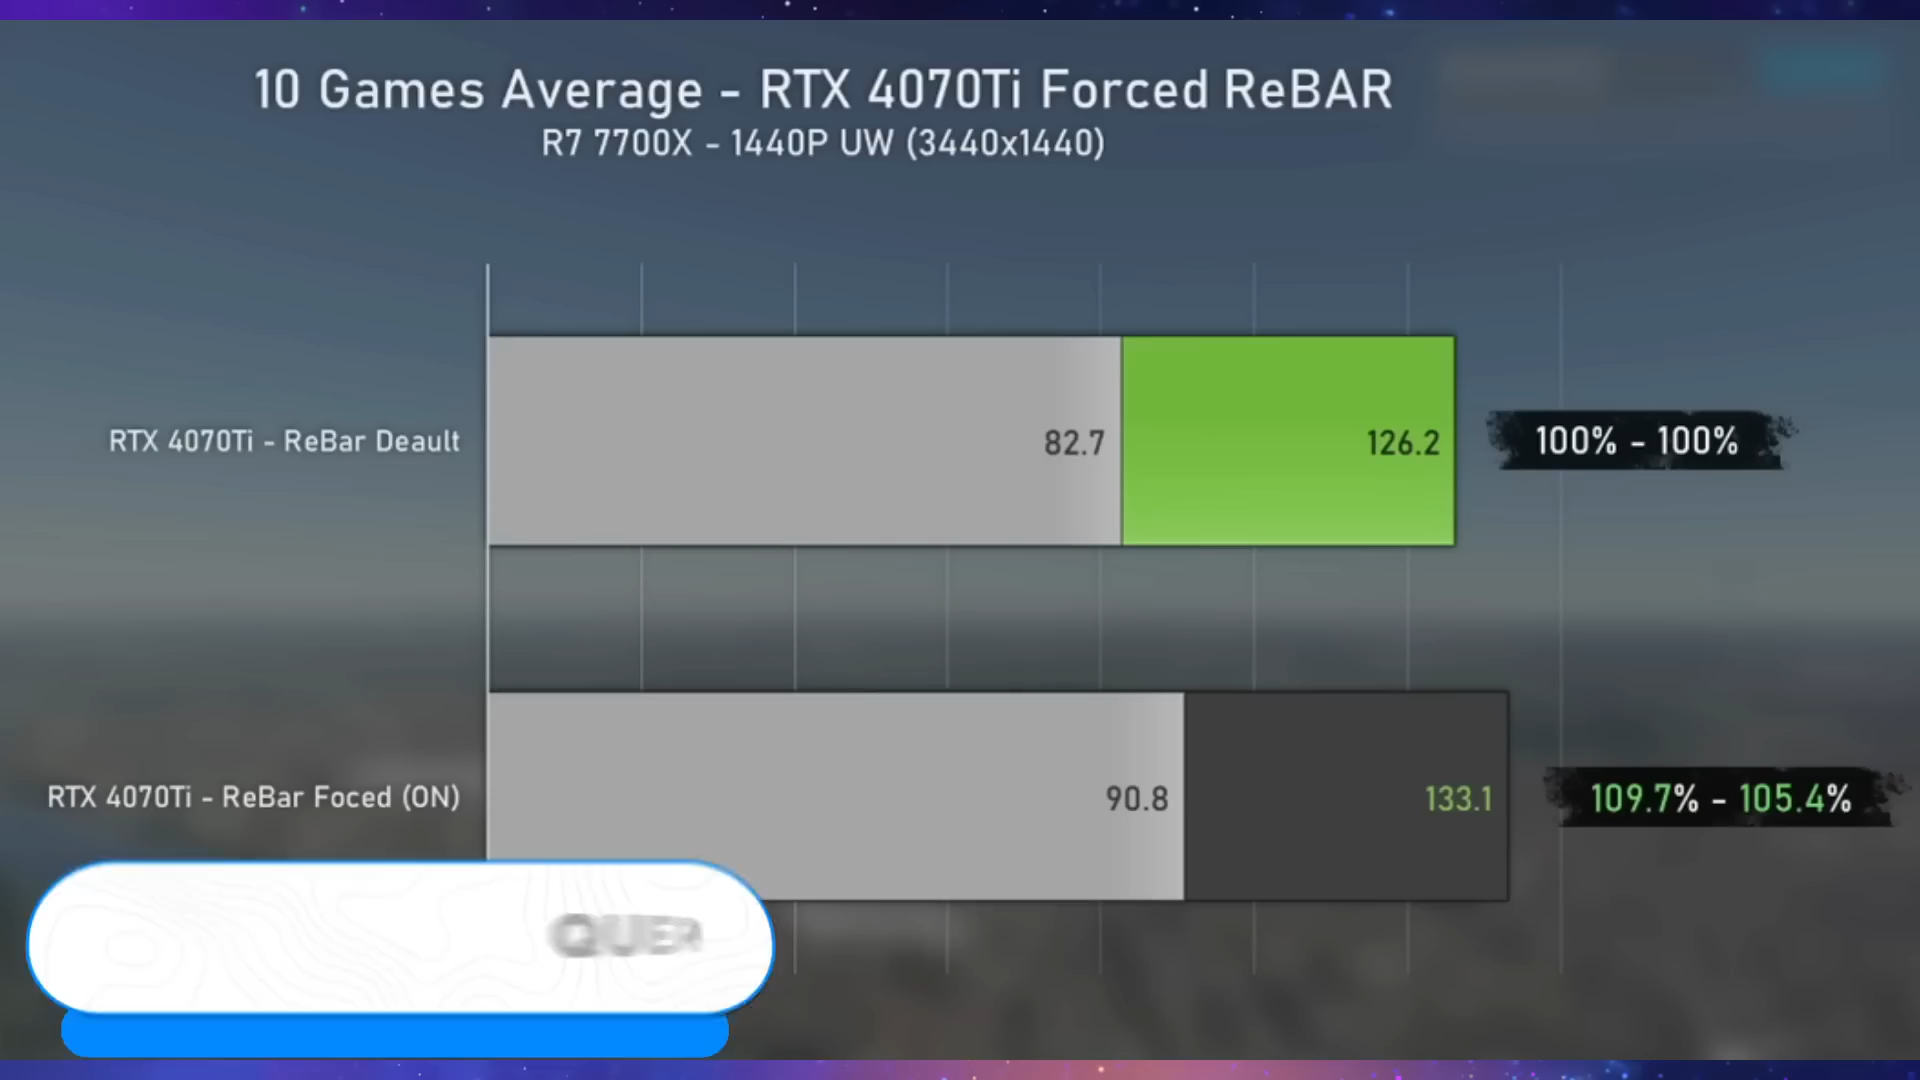 10 Games Average - RTX 4070Ti Forced ReBAR
R7 7700X - 1440P UW (3440x1440)
RTX 4070Ti - ReBar Deault
82.7
126.2
100% - 100%
RTX 4070Ti - ReBar Foced (ON)
90.8
133.1
109.7% - 105.4%
QUER